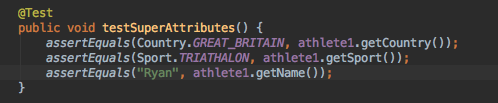 @Test
public void testSuperAttributes() {
    assertEquals(Country.GREAT_BRITAIN, athlete1.getCountry());
    assertEquals(Sport.TRIATHALON, athlete1.getSport());
    assertEquals("Ryan", athlete1.getName());
}